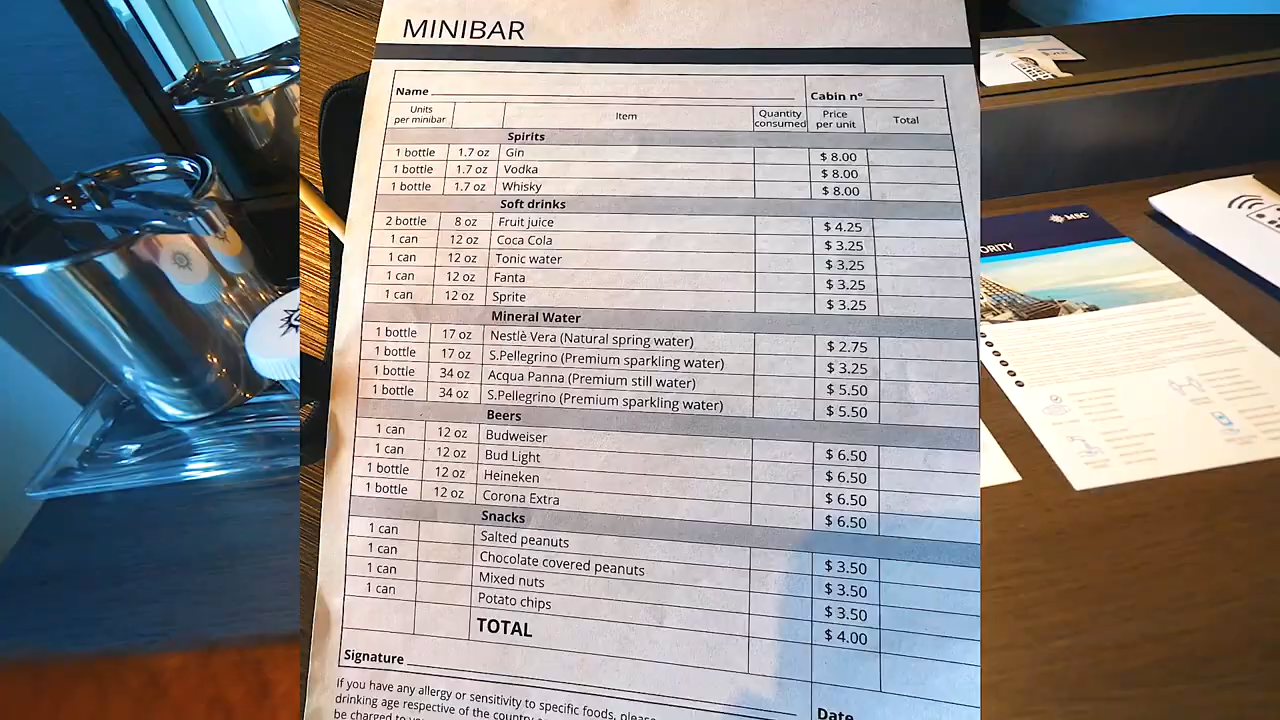 MINIBAR
Name Cabin n°
Units per minibar Item Quantity consumed Price per unit Total
Spirits
1 bottle 1.7 oz Gin $ 8.00
1 bottle 1.7 oz Vodka $ 8.00
1 bottle 1.7 oz Whisky $ 8.00
Soft drinks
2 bottle 8 oz Fruit juice $ 4.25
1 can 12 oz Coca Cola $ 3.25
1 can 12 oz Tonic water $ 3.25
1 can 12 oz Fanta $ 3.25
1 can 12 oz Sprite $ 3.25
Mineral Water
1 bottle 17 oz Nestlè Vera (Natural spring water) $ 2.75
1 bottle 17 oz S.Pellegrino (Premium sparkling water) $ 3.25
1 bottle 34 oz Acqua Panna (Premium still water) $ 5.50
1 bottle 34 oz S.Pellegrino (Premium sparkling water) $ 5.50
Beers
1 can 12 oz Budweiser $ 6.50
1 can 12 oz Bud Light $ 6.50
1 bottle 12 oz Heineken $ 6.50
1 bottle 12 oz Corona Extra $ 6.50
Snacks
1 can Salted peanuts $ 3.50
1 can Chocolate covered peanuts $ 3.50
1 can Mixed nuts $ 3.50
1 can Potato chips $ 4.00
TOTAL
Signature
Date
If you have any allergy or sensitivity to specific foods, please
drinking age respective of the country
be charged to
MSC
ORITY